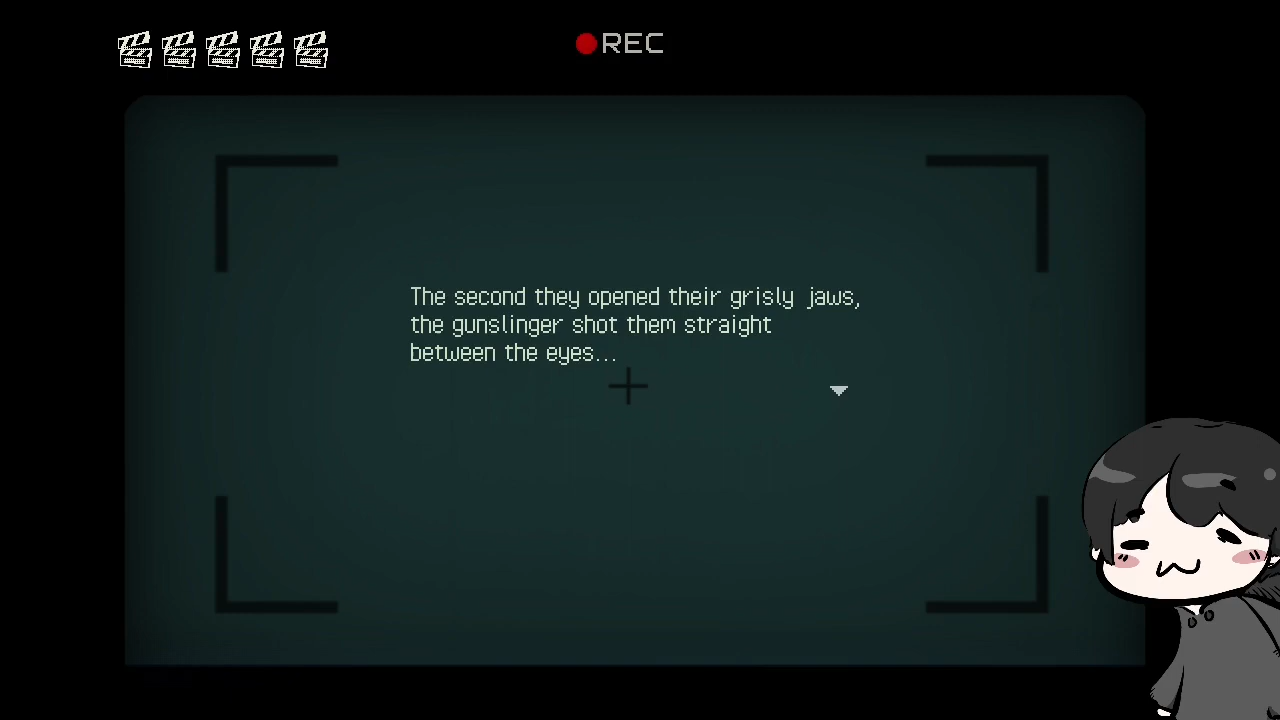 REC
The second they opened their grisly jaws,
the gunslinger shot them straight
between the eyes...